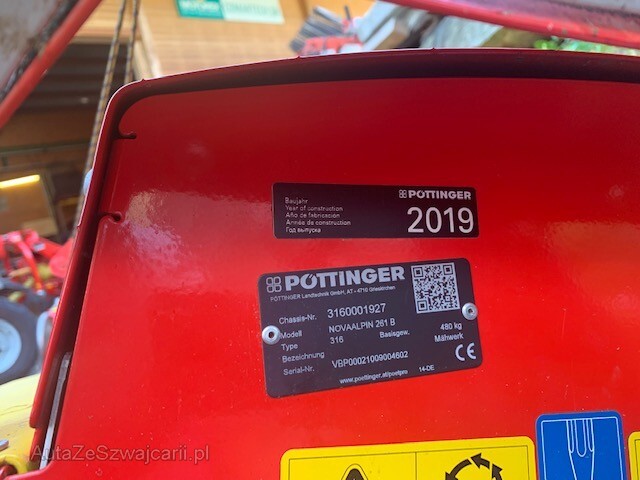 PÖTTINGER
Baujahr
Year of construction
Año de fabricación
Année de construction
Год выпуска
2019
PÖTTINGER
PÖTTINGER Landtechnik GmbH, AT - 4710 Grieskirchen
Chassis-Nr. 3160001927
Modell NOVAALPIN 261 B
Type 316 Basisgew. 480 kg
Bezeichnung Mähwerk
Serial-Nr. VBP00021009004602
www.poettinger.at/poetpro 14-DE CE
AutaZeSzwajcarii.pl